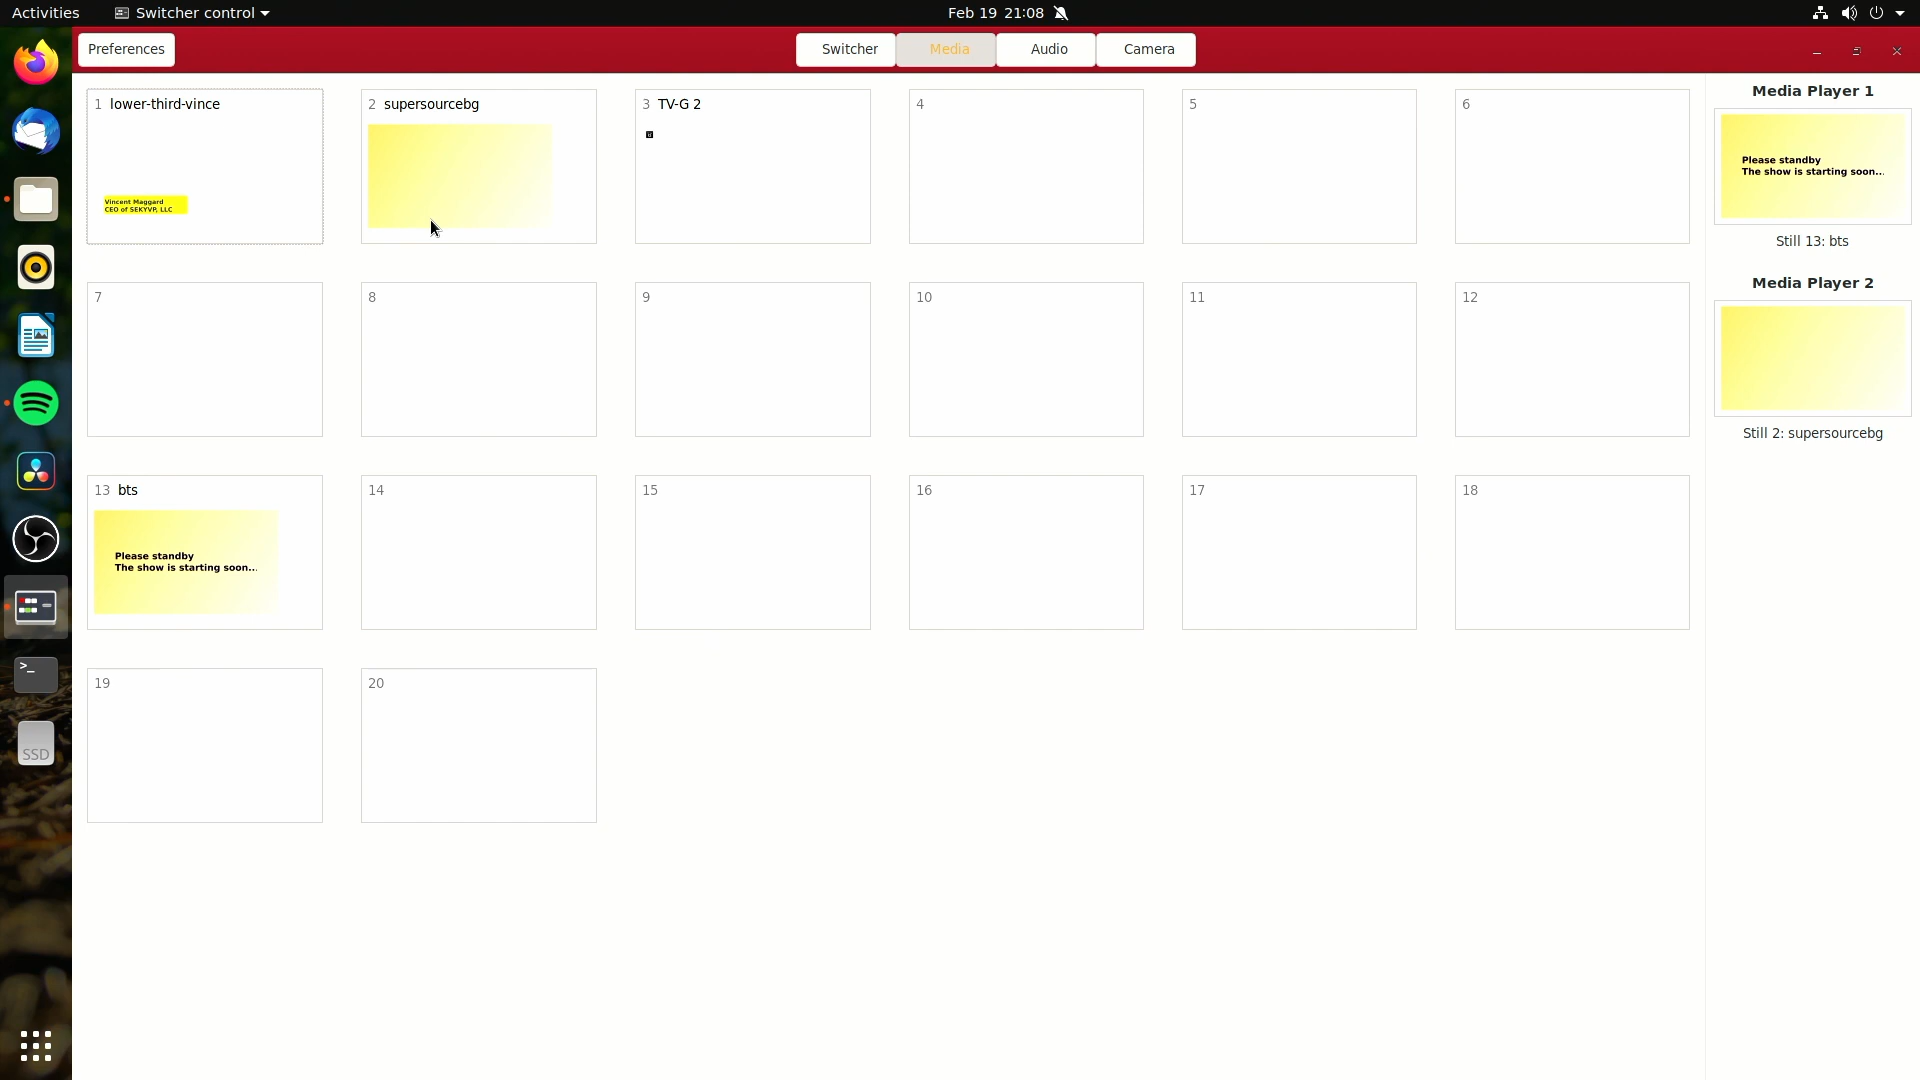 Activities
Switcher control
Feb 19 21:08
Preferences
Switcher
Media
Audio
Camera
1 lower-third-vince
Vincent Maggard
CEO of SEKYVP, LLC
2 supersourcebg
3 TV-G 2
4
5
6
7
8
9
10
11
12
13 bts
Please standby
The show is starting soon...
14
15
16
17
18
19
20
Media Player 1
Please standby
The show is starting soon...
Still 13: bts
Media Player 2
Still 2: supersourcebg
>_
SSD